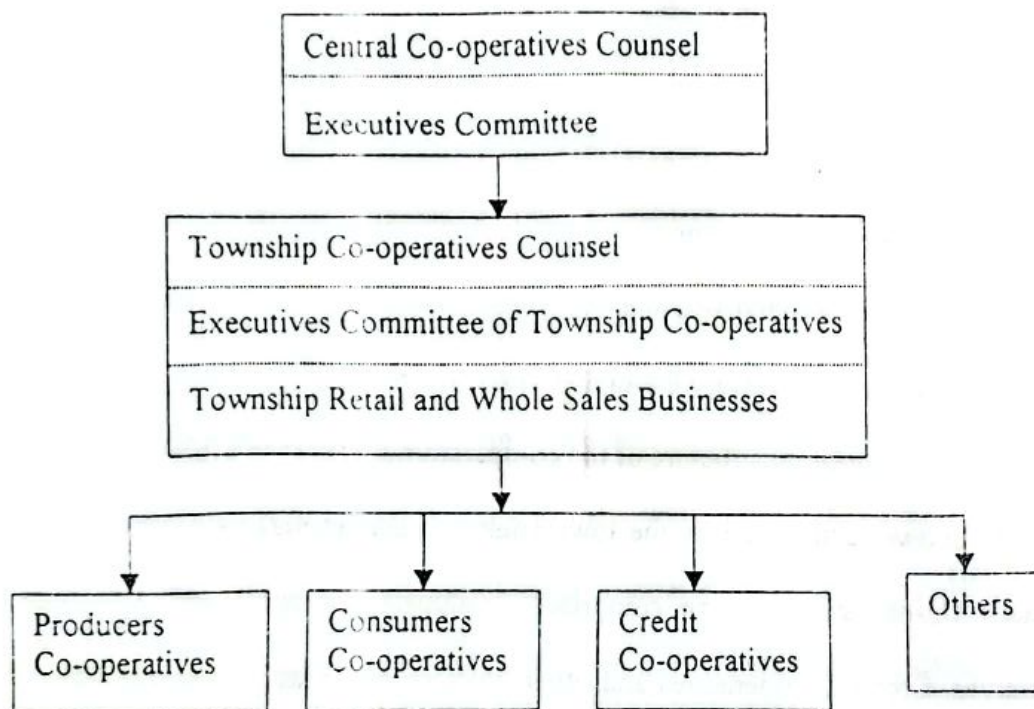 Central Co-operatives Counsel
Executives Committee
Township Co-operatives Counsel
Executives Committee of Township Co-operatives
Township Retail and Whole Sales Businesses
Producers
Co-operatives
Consumers
Co-operatives
Credit
Co-operatives
Others